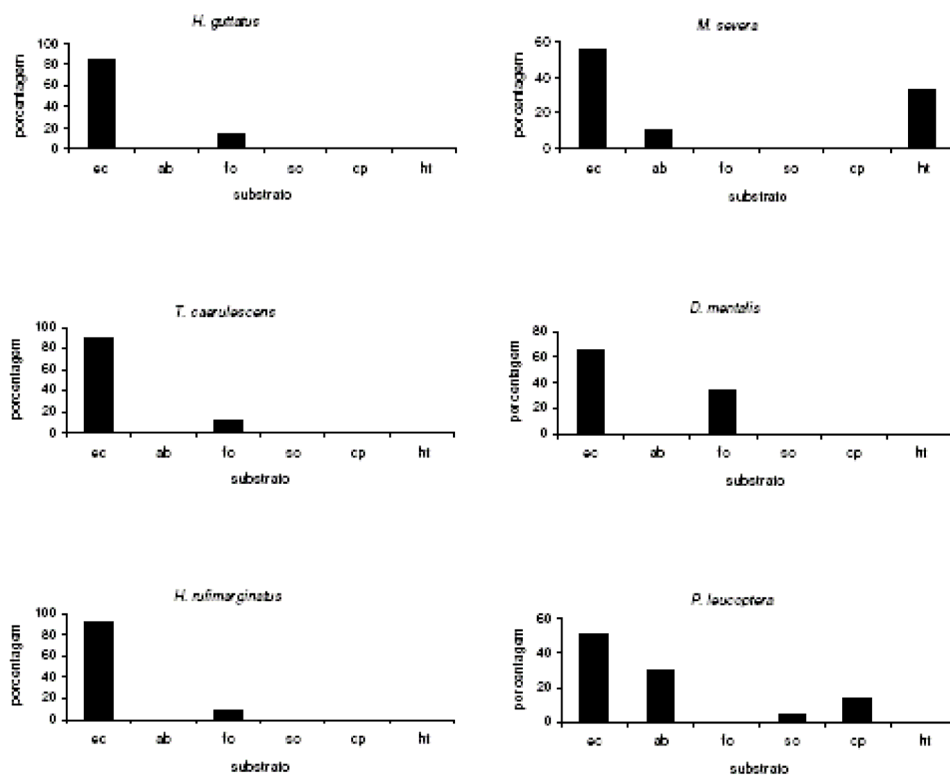 H. guttatus
porcentagem
100
80
60
40
20
0
ec ab fo so cp ht
substrato
M. severa
porcentagem
60
40
20
0
ec ab fo so cp ht
substrato
T. caerulescens
porcentagem
100
80
60
40
20
0
ec ab fo so cp ht
substrato
D. mentalis
porcentagem
80
60
40
20
0
ec ab fo so cp ht
substrato
H. rufimarginatus
porcentagem
100
80
60
40
20
0
ec ab fo so cp ht
substrato
P. leucoptera
porcentagem
60
40
20
0
ec ab fo so cp ht
substrato